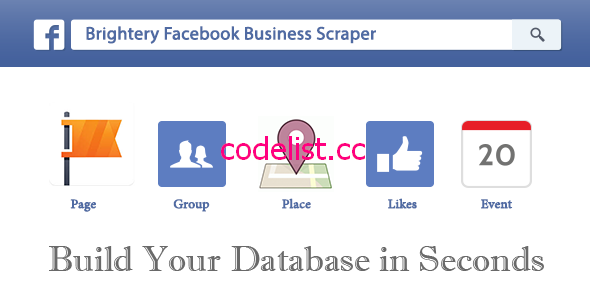 f Brightery Facebook Business Scraper
codelist.cc
20
Page Group Place Likes Event
Build Your Database in Seconds